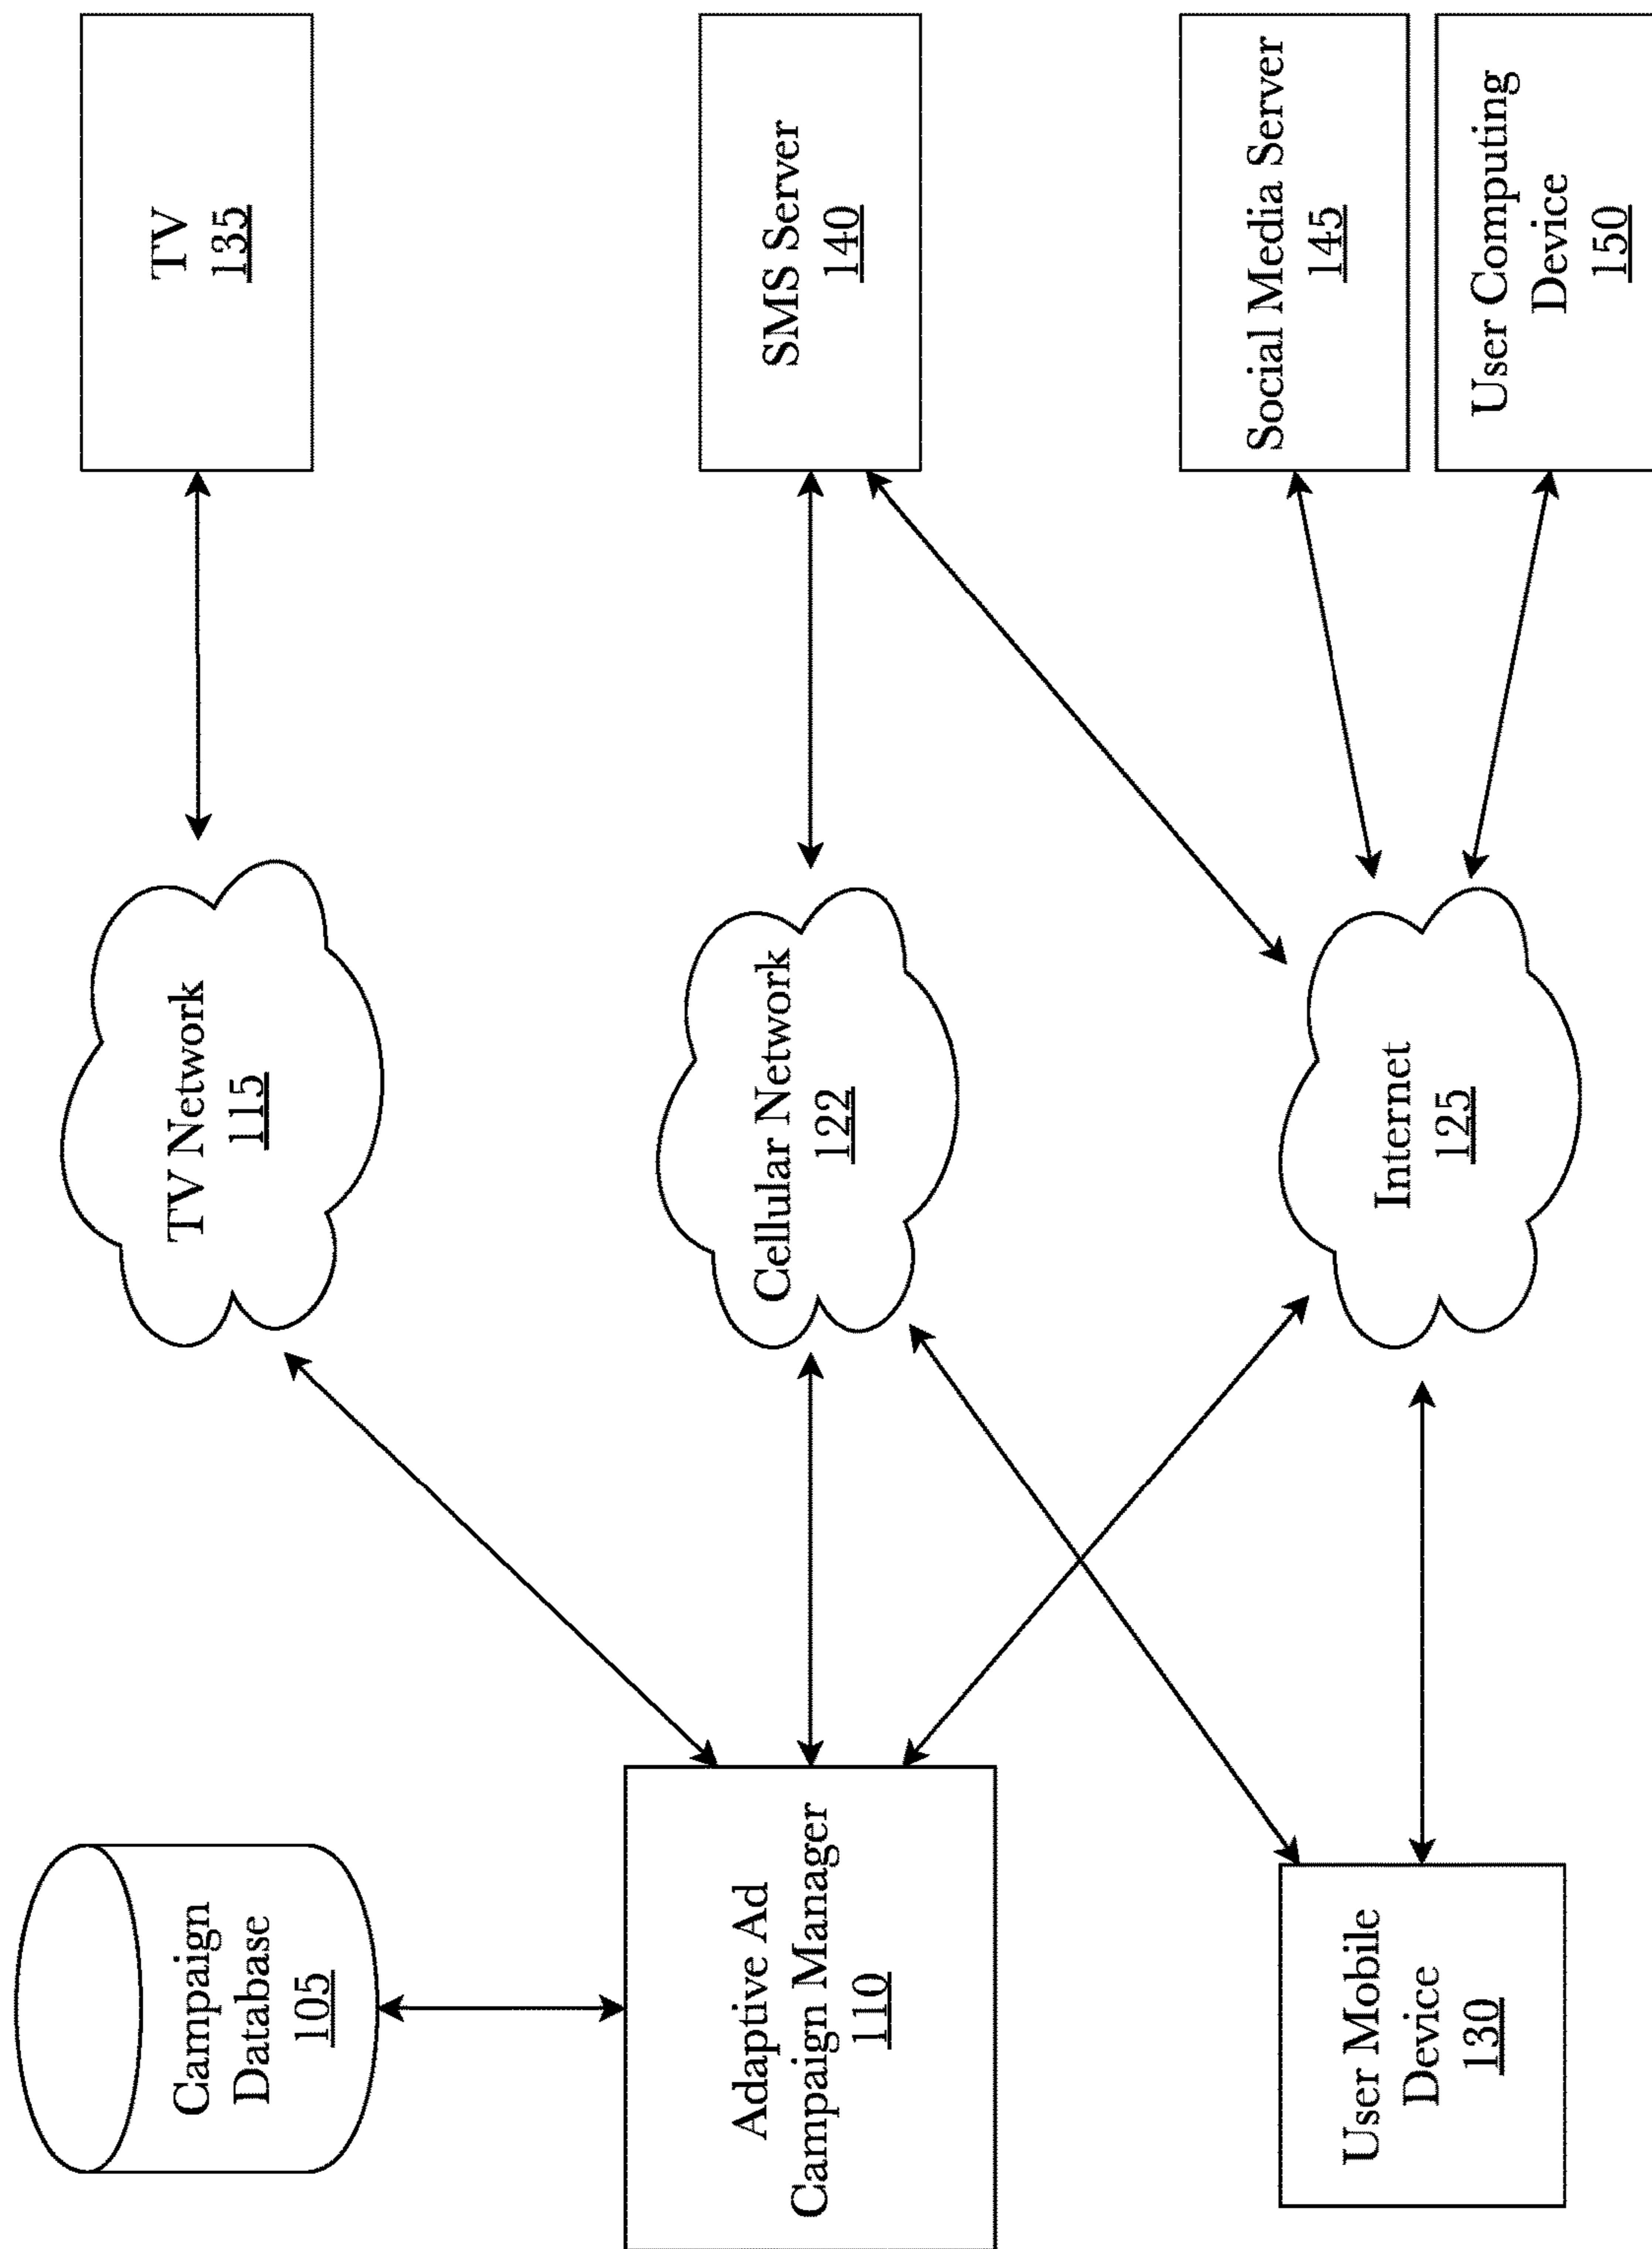 Campaign
Database
105
Adaptive Ad
Campaign Manager
110
User Mobile
Device
130
TV Network
115
Cellular Network
122
Internet
125
TV
135
SMS Server
140
Social Media Server
145
User Computing
Device
150